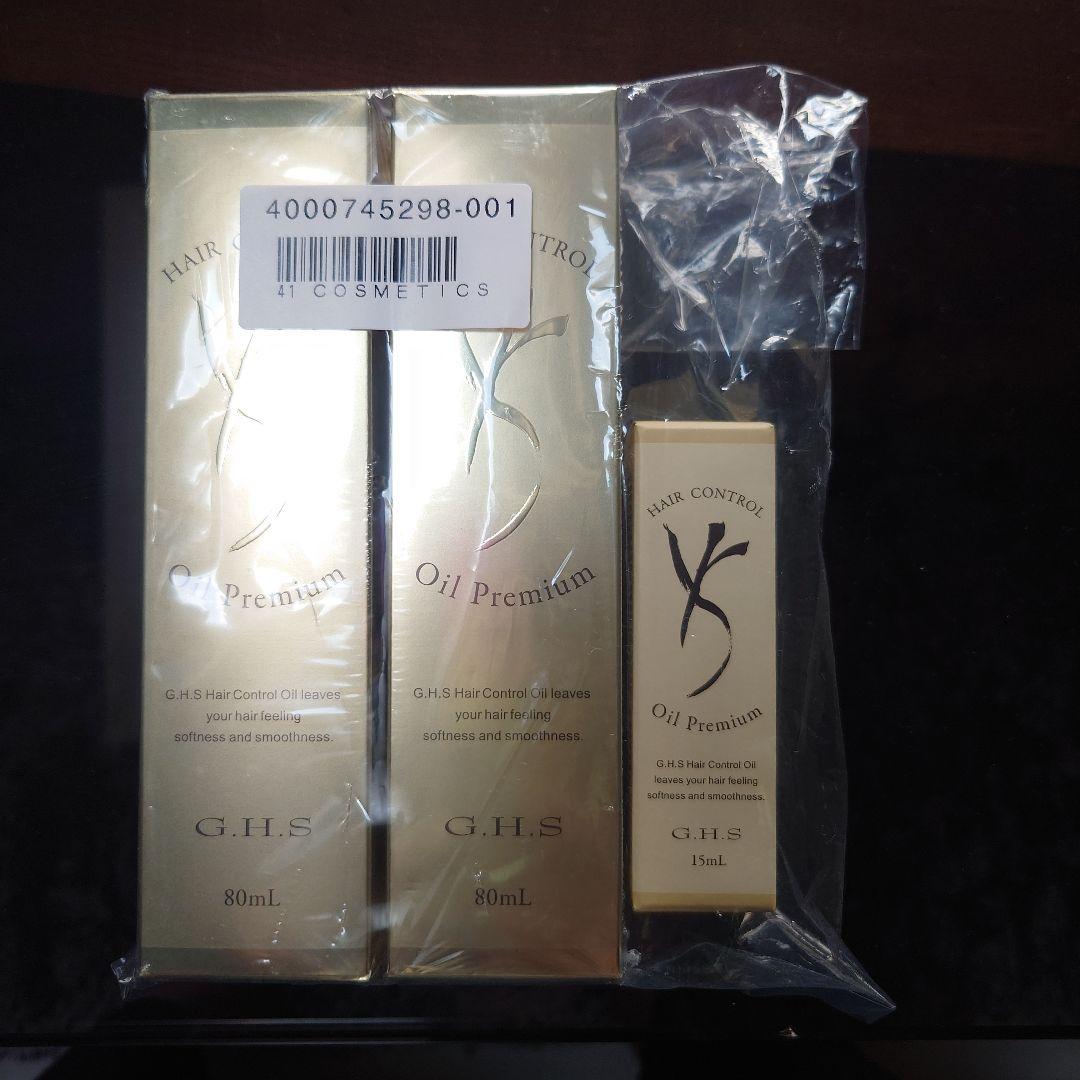 4000745298-001
41 COSMETICS
HAIR
Oil Premium
G.H.S Hair Control Oil leaves
your hair feeling
softness and smoothness.
G.H.S
80mL
Oil Premium
G.H.S Hair Control Oil leaves
your hair feeling
softness and smoothness.
G.H.S
80mL
HAIR CONTROL
Oil Premium
G.H.S Hair Control Oil
leaves your hair feeling
softness and smoothness.
G.H.S
15mL